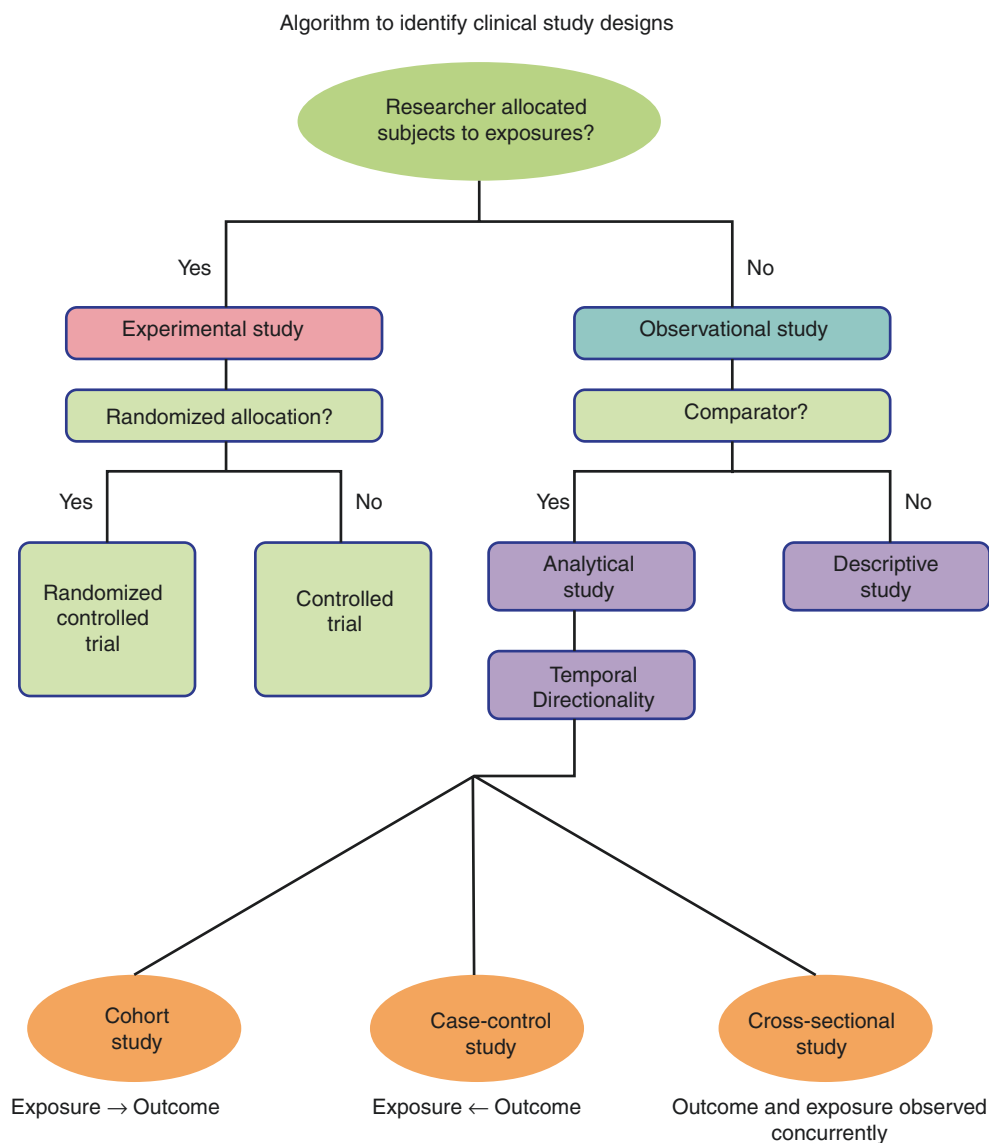 Algorithm to identify clinical study designs
Researcher allocated
subjects to exposures?
Yes
No
Experimental study
Observational study
Randomized allocation?
Comparator?
Yes
No
Yes
No
Randomized
controlled
trial
Controlled
trial
Analytical
study
Descriptive
study
Temporal
Directionality
Cohort
study
Case-control
study
Cross-sectional
study
Exposure → Outcome
Exposure ← Outcome
Outcome and exposure observed
concurrently